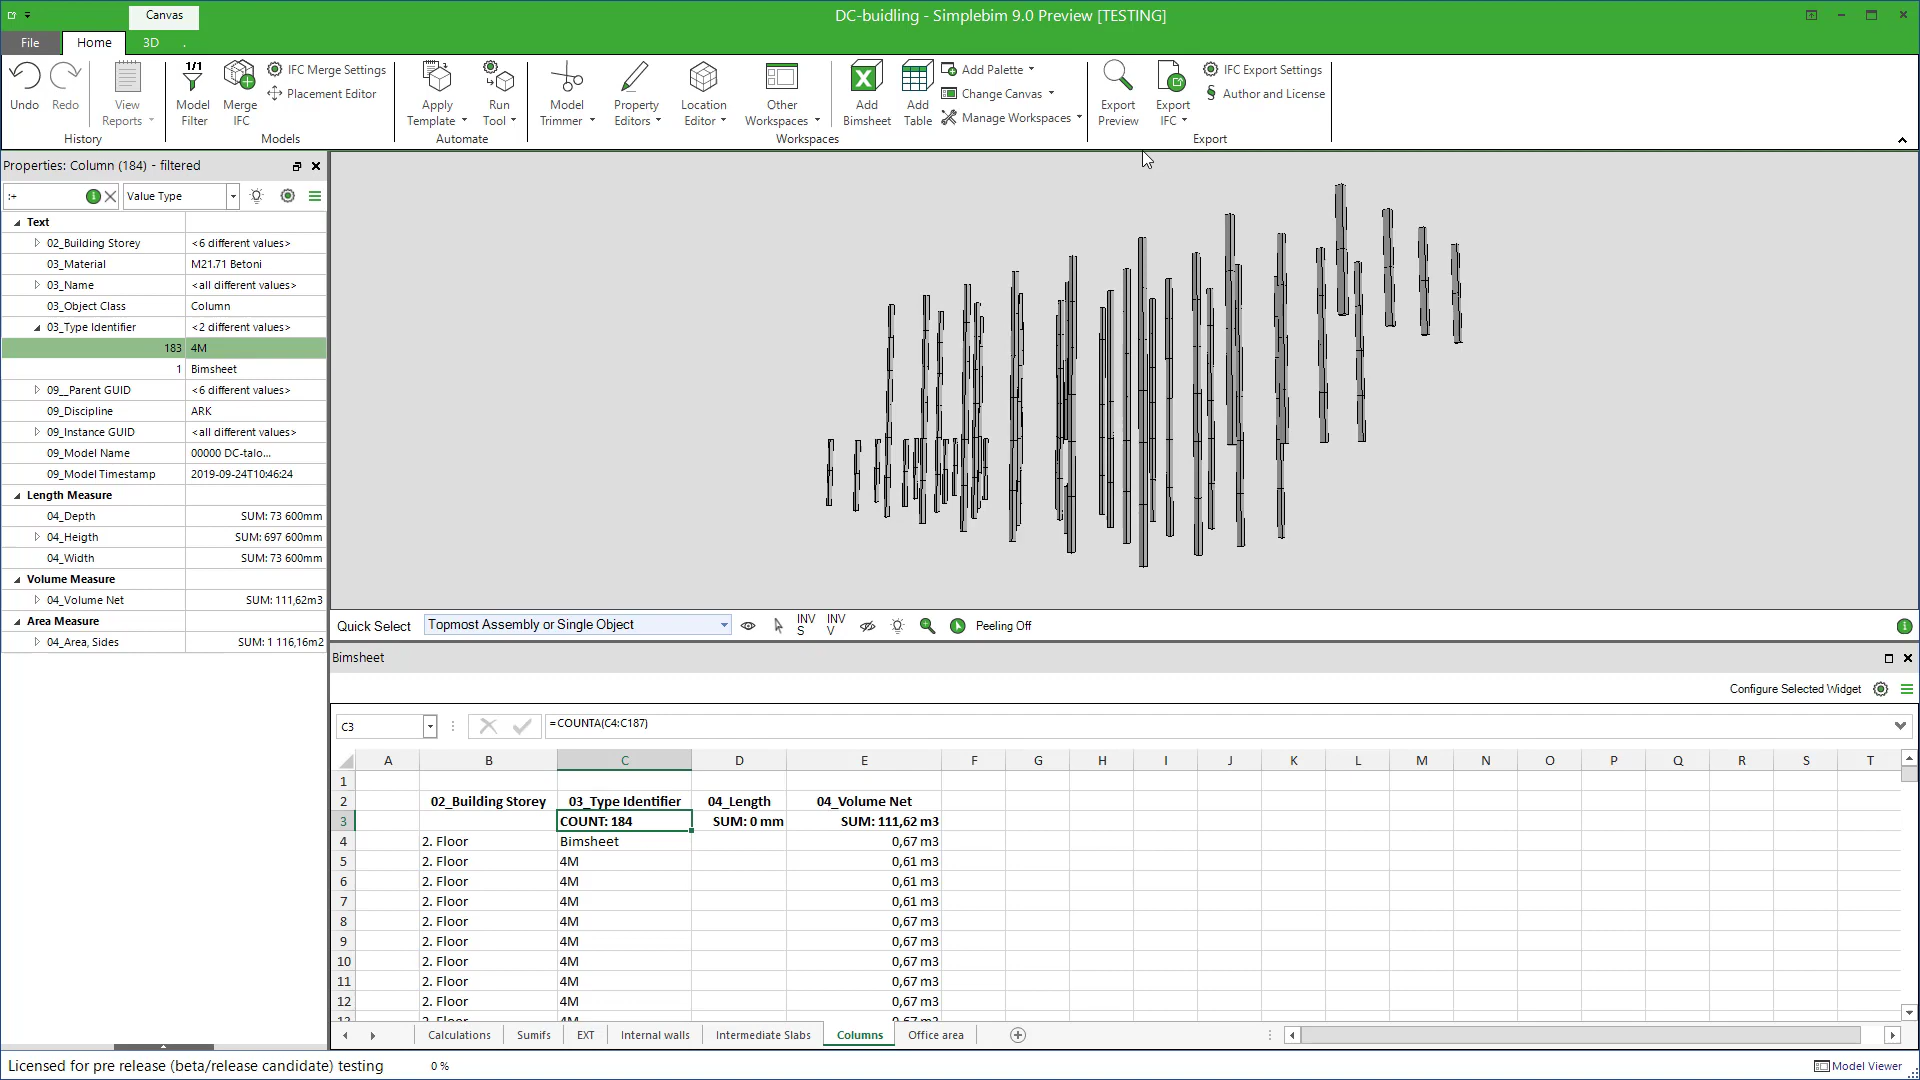 Canvas
DC-buidling - Simplebim 9.0 Preview [TESTING]
File Home 3D .
Undo Redo View Reports
History
1/1 Model Filter Merge IFC IFC Merge Settings
Placement Editor
Models
Apply Template Run Tool
Automate
Model Trimmer Property Editors Location Editor Other Workspaces
Add Bimsheet Add Table Add Palette
Change Canvas
Manage Workspaces
Workspaces
Export Preview Export IFC IFC Export Settings
Author and License
Export
Properties: Column (184) - filtered
:+ Value Type
Text
02_Building Storey <6 different values>
03_Material M21.71 Betoni
03_Name <all different values>
03_Object Class Column
03_Type Identifier <2 different values>
183 4M
1 Bimsheet
09__Parent GUID <6 different values>
09_Discipline ARK
09_Instance GUID <all different values>
09_Model Name 00000 DC-talo...
09_Model Timestamp 2019-09-24T10:46:24
Length Measure
04_Depth SUM: 73 600mm
04_Heigth SUM: 697 600mm
04_Width SUM: 73 600mm
Volume Measure
04_Volume Net SUM: 111,62m3
Area Measure
04_Area, Sides SUM: 1 116,16m2
Quick Select Topmost Assembly or Single Object INV S INV V Peeling Off
Bimsheet
Configure Selected Widget
C3 =COUNTA(C4:C187)
A B C D E F G H I J K L M N O P Q R S T
1
2 02_Building Storey 03_Type Identifier 04_Length 04_Volume Net
3 COUNT: 184 SUM: 0 mm SUM: 111,62 m3
4 2. Floor Bimsheet 0,67 m3
5 2. Floor 4M 0,61 m3
6 2. Floor 4M 0,61 m3
7 2. Floor 4M 0,61 m3
8 2. Floor 4M 0,67 m3
9 2. Floor 4M 0,67 m3
10 2. Floor 4M 0,67 m3
11 2. Floor 4M 0,67 m3
12 2. Floor 4M 0,67 m3
13 2. Floor 4M 0,67 m3
Calculations Sumifs EXT Internal walls Intermediate Slabs Columns Office area
Licensed for pre release (beta/release candidate) testing 0 % Model Viewer